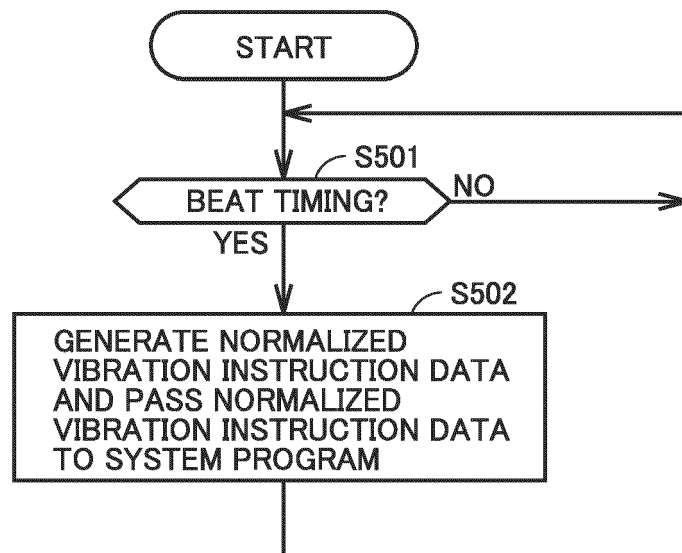 START
S501
BEAT TIMING?
NO
YES
S502
GENERATE NORMALIZED
VIBRATION INSTRUCTION DATA
AND PASS NORMALIZED
VIBRATION INSTRUCTION DATA
TO SYSTEM PROGRAM